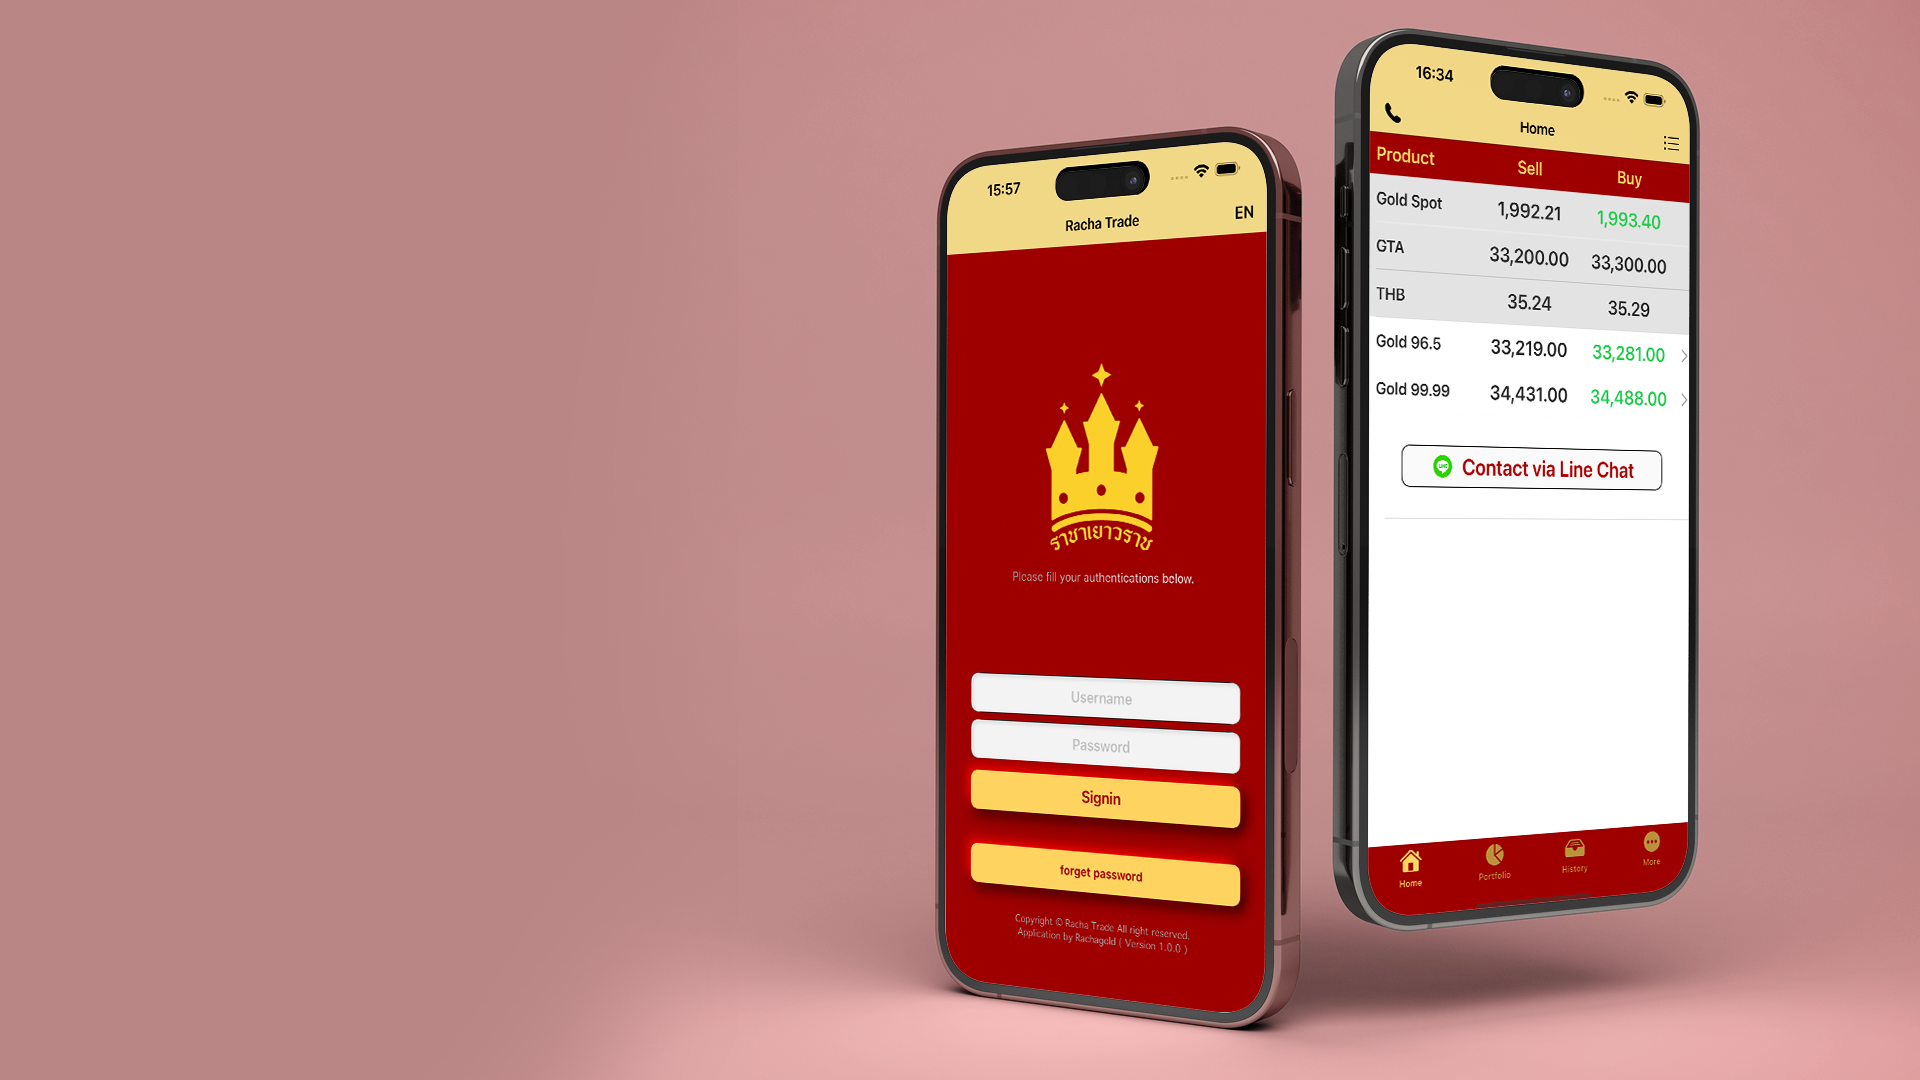 15:57
Racha Trade
EN
ราชาเยาวราช
Please fill your authentications below.
Username
Password
Signin
forget password
Copyright © Racha Trade All right reserved.
Application by Rachagold ( Version 1.0.0 )
16:34
Home
Product Sell Buy
Gold Spot 1,992.21 1,993.40
GTA 33,200.00 33,300.00
THB 35.24 35.29
Gold 96.5 33,219.00 33,281.00
Gold 99.99 34,431.00 34,488.00
Contact via Line Chat
Home Portfolio History More